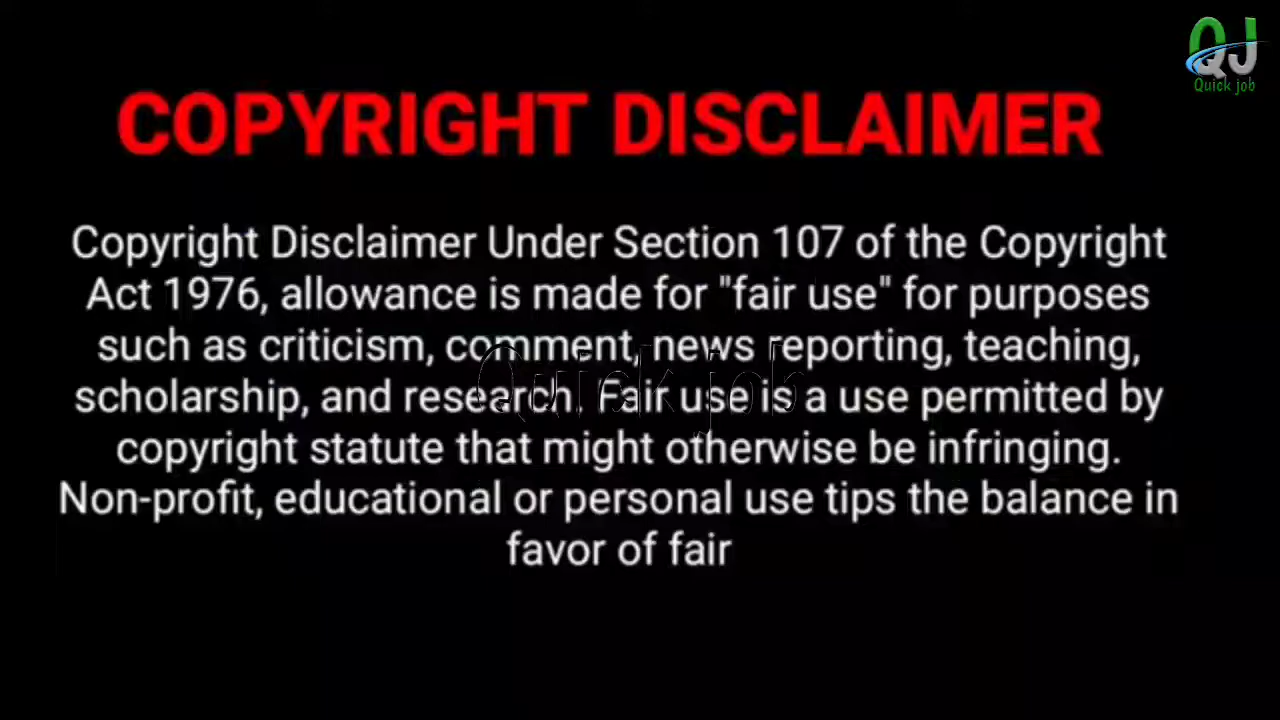 QJ
Quick job
COPYRIGHT DISCLAIMER
Copyright Disclaimer Under Section 107 of the Copyright
Act 1976, allowance is made for "fair use" for purposes
such as criticism, comment, news reporting, teaching,
scholarship, and research. Fair use is a use permitted by
copyright statute that might otherwise be infringing.
Non-profit, educational or personal use tips the balance in
favor of fair
Quick job